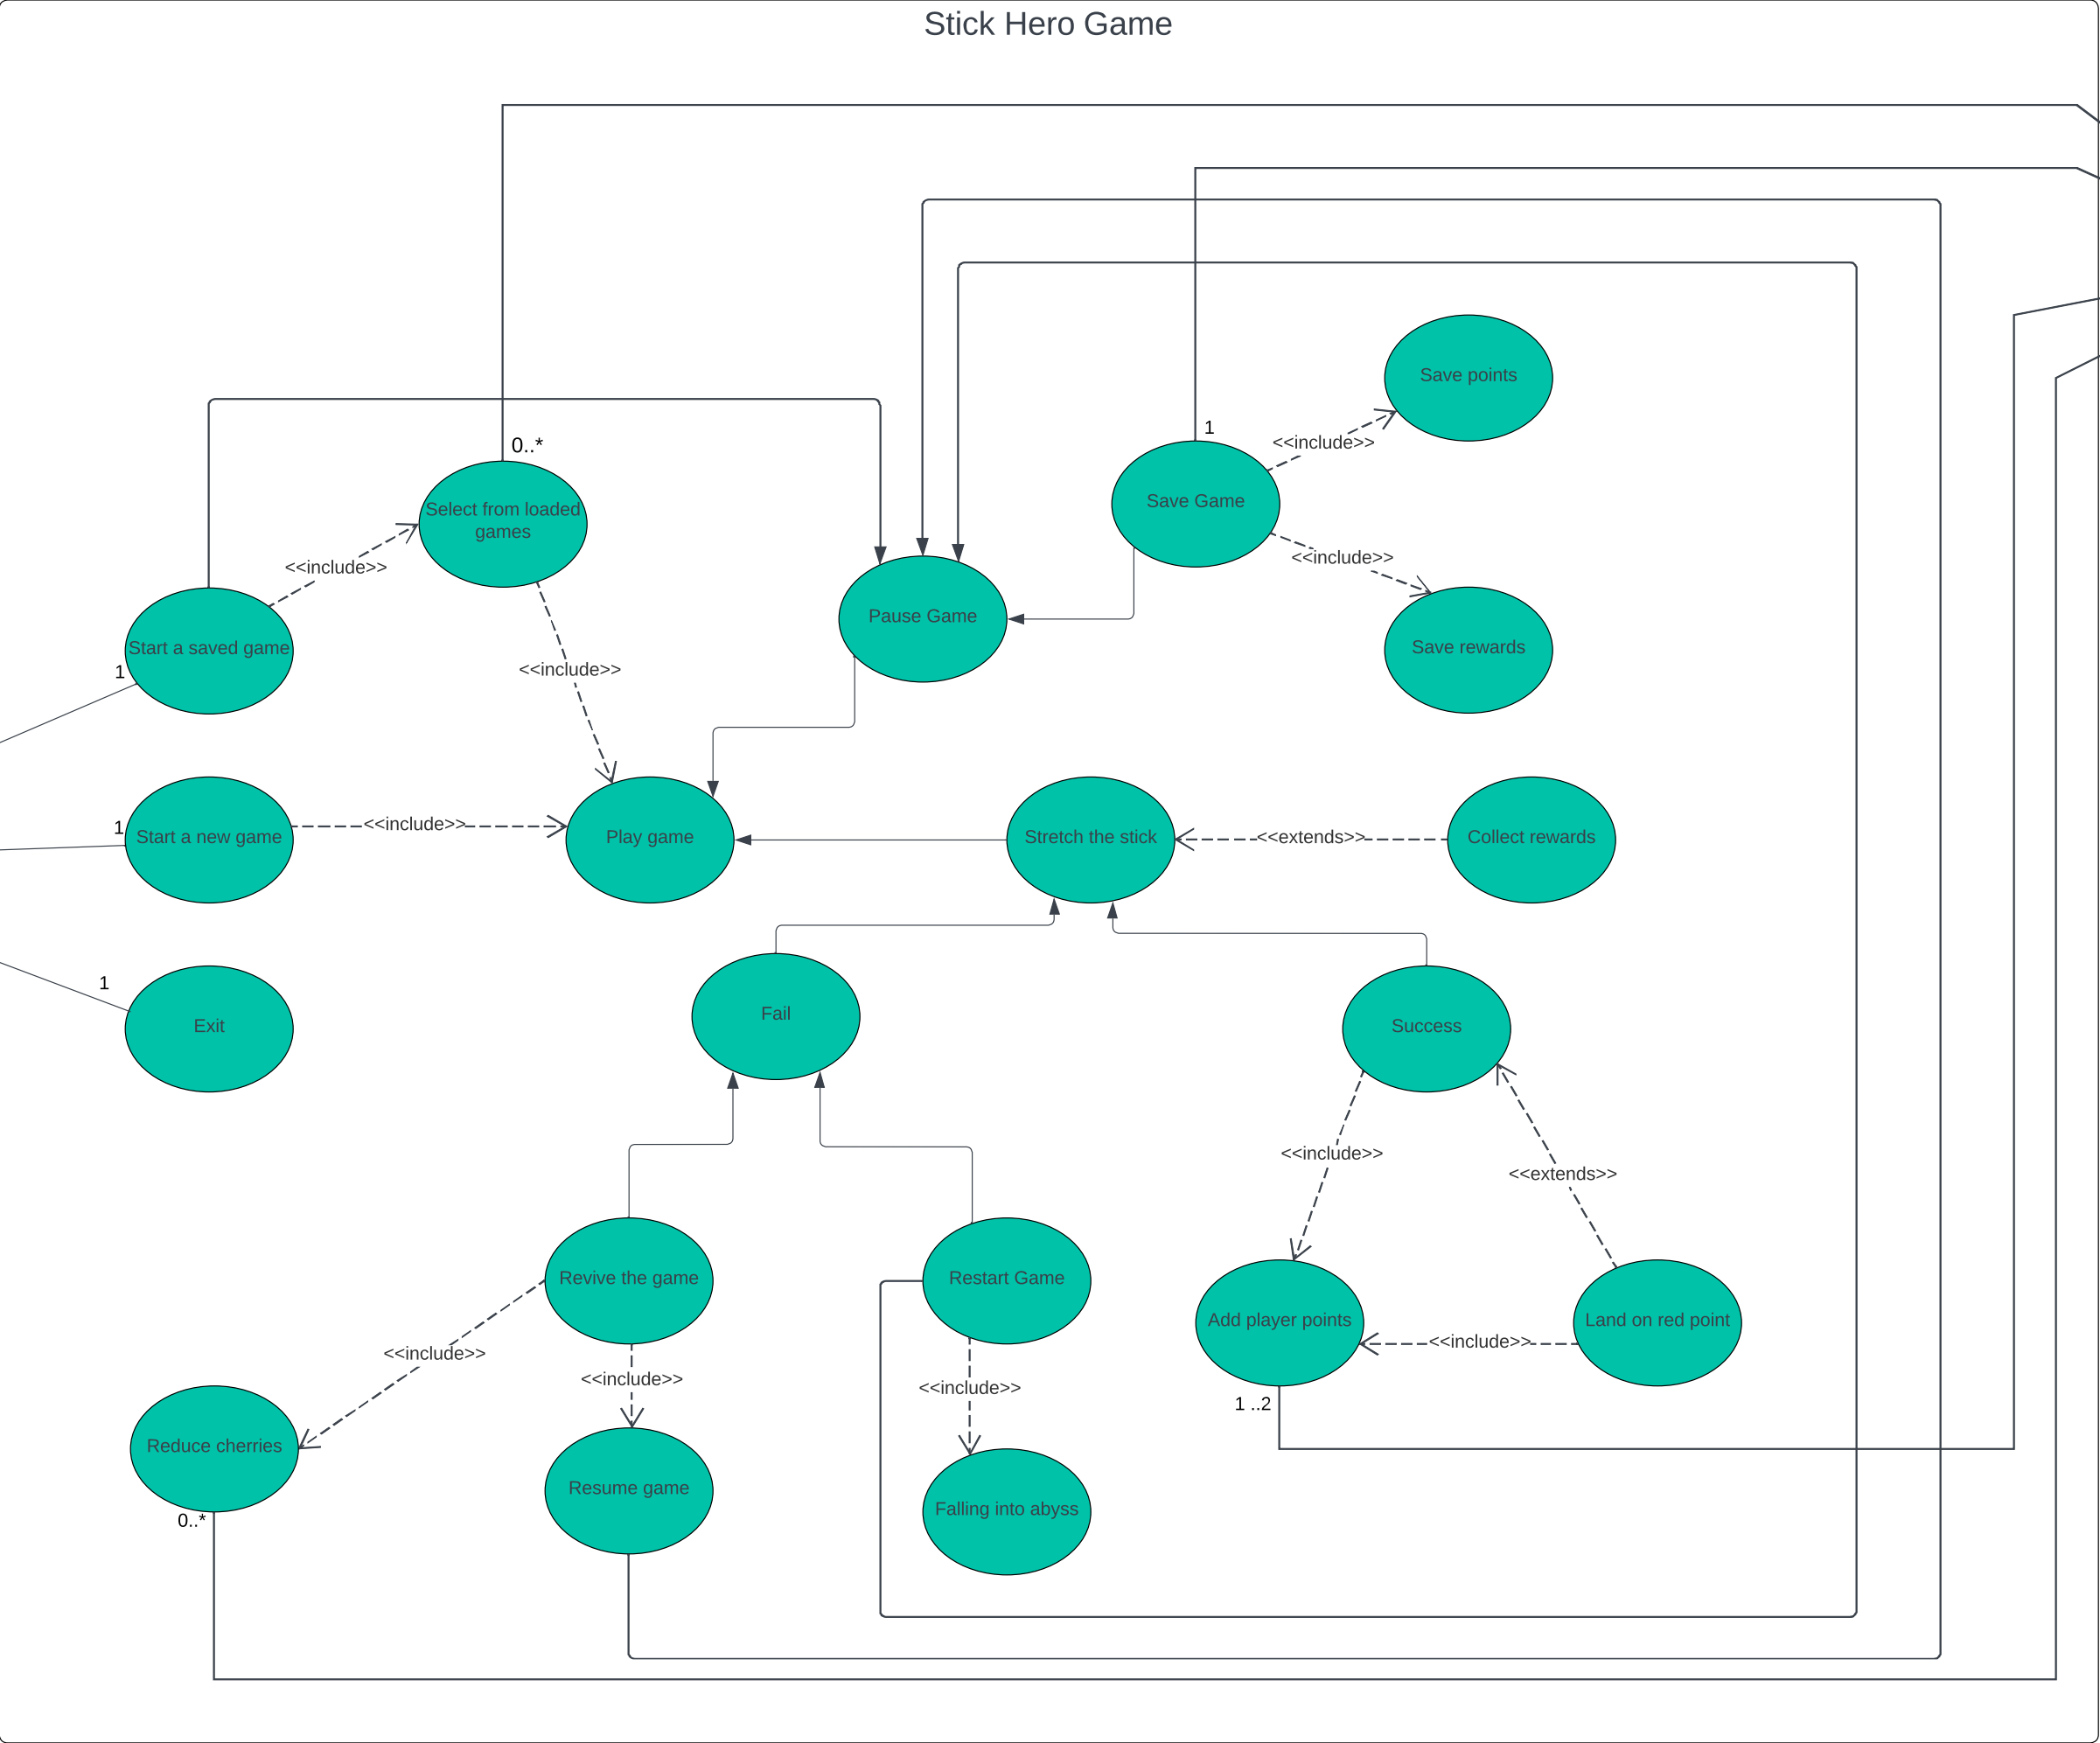 Stick Hero Game
Save points
1
<<include>>
0..*
Save Game
Select from loaded
games
<<include>>
<<include>>
Pause Game
Start a saved game
Save rewards
1
<<include>>
1
<<include>>
Start a new game
Play game
Stretch the stick
<<extends>>
Collect rewards
1
Exit
Fail
Success
<<include>>
<<extends>>
Revive the game
Restart Game
Add player points
Land on red point
<<include>>
<<include>>
<<include>>
<<include>>
1 ..2
Reduce cherries
Resume game
Falling into abyss
0..*